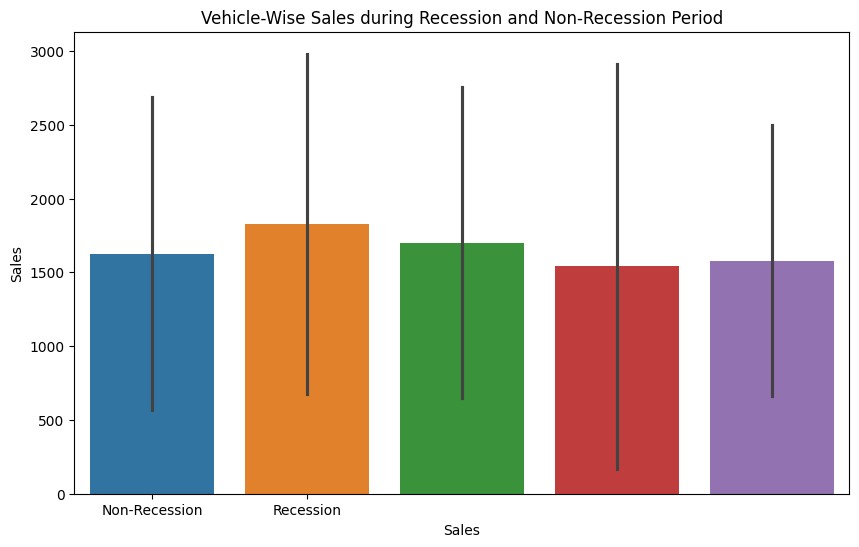 Vehicle-Wise Sales during Recession and Non-Recession Period
3000
2500
2000
1500
1000
500
0
Sales
Non-Recession
Recession
Sales